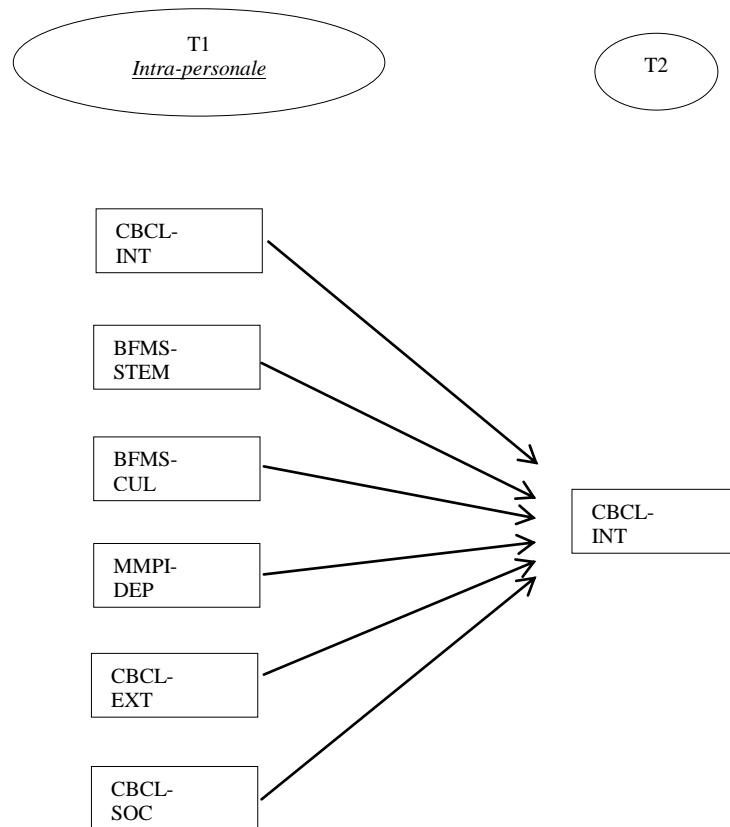 T1
Intra-personale
T2
CBCL-
INT
BFMS-
STEM
BFMS-
CUL
CBCL-
INT
MMPI-
DEP
CBCL-
EXT
CBCL-
SOC